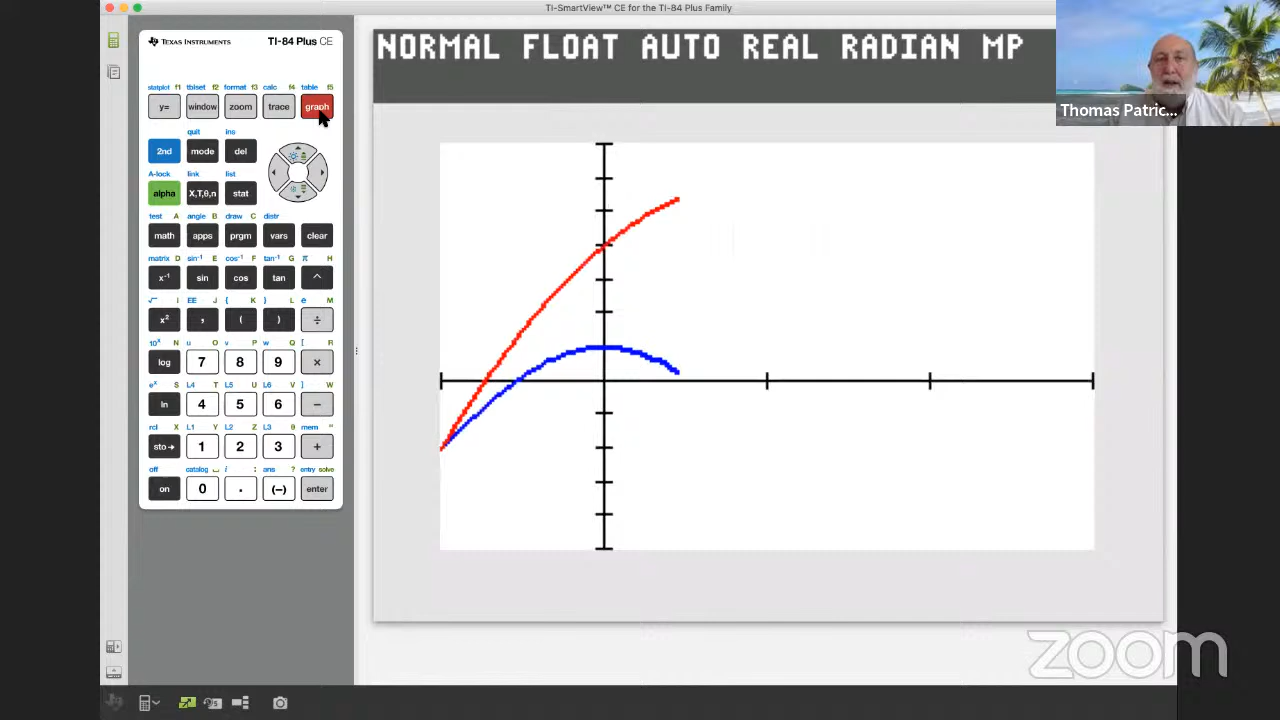 TI-SmartView™ CE for the TI-84 Plus Family
TEXAS INSTRUMENTS TI-84 Plus CE
NORMAL FLOAT AUTO REAL RADIAN MP
Thomas Patric...
statplot f1 tblset f2 format f3 calc f4 table f5
y= window zoom trace graph
quit ins
2nd mode del
A-lock link list
alpha X,T,θ,n stat
test A angle B draw C distr
math apps prgm vars clear
matrix D sin⁻¹ E cos⁻¹ F tan⁻¹ G π H
x⁻¹ sin cos tan ^
√ I EE J { K } L e M
x² , ( ) ÷
10ˣ N u O v P w Q [ R
log 7 8 9 ×
eˣ S L4 T L5 U L6 V ] W
ln 4 5 6 −
rcl X L1 Y L2 Z L3 θ mem "
sto→ 1 2 3 +
off catalog ⎵ i : ans ? entry solve
on 0 . (−) enter
zoom